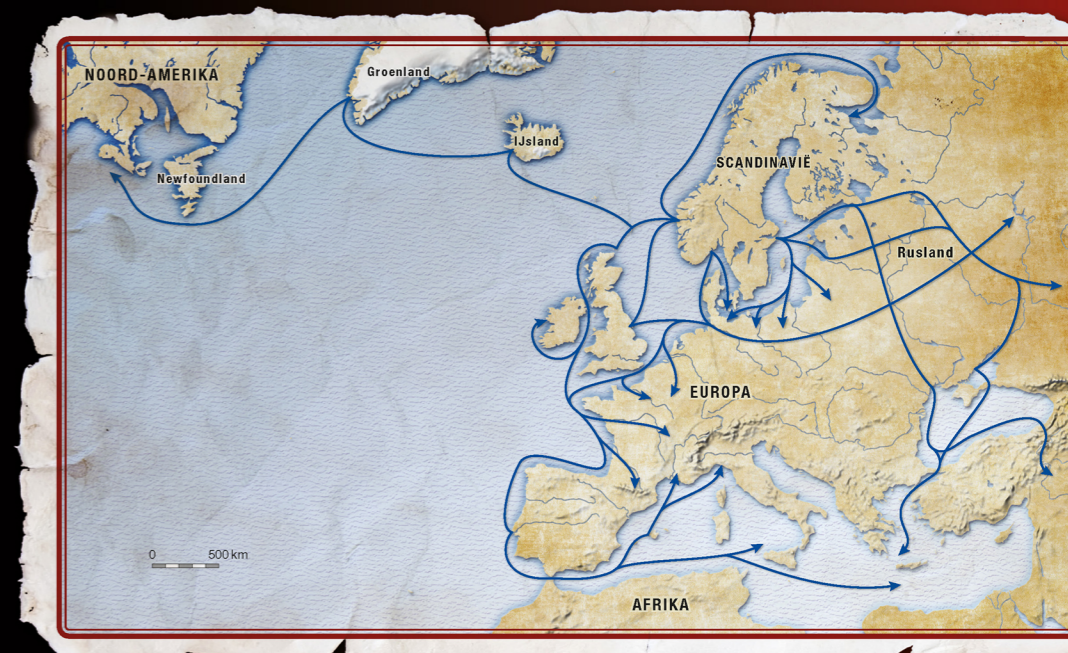 NOORD-AMERIKA
Groenland
IJsland
Newfoundland
SCANDINAVIË
Rusland
EUROPA
0 500 km
AFRIKA